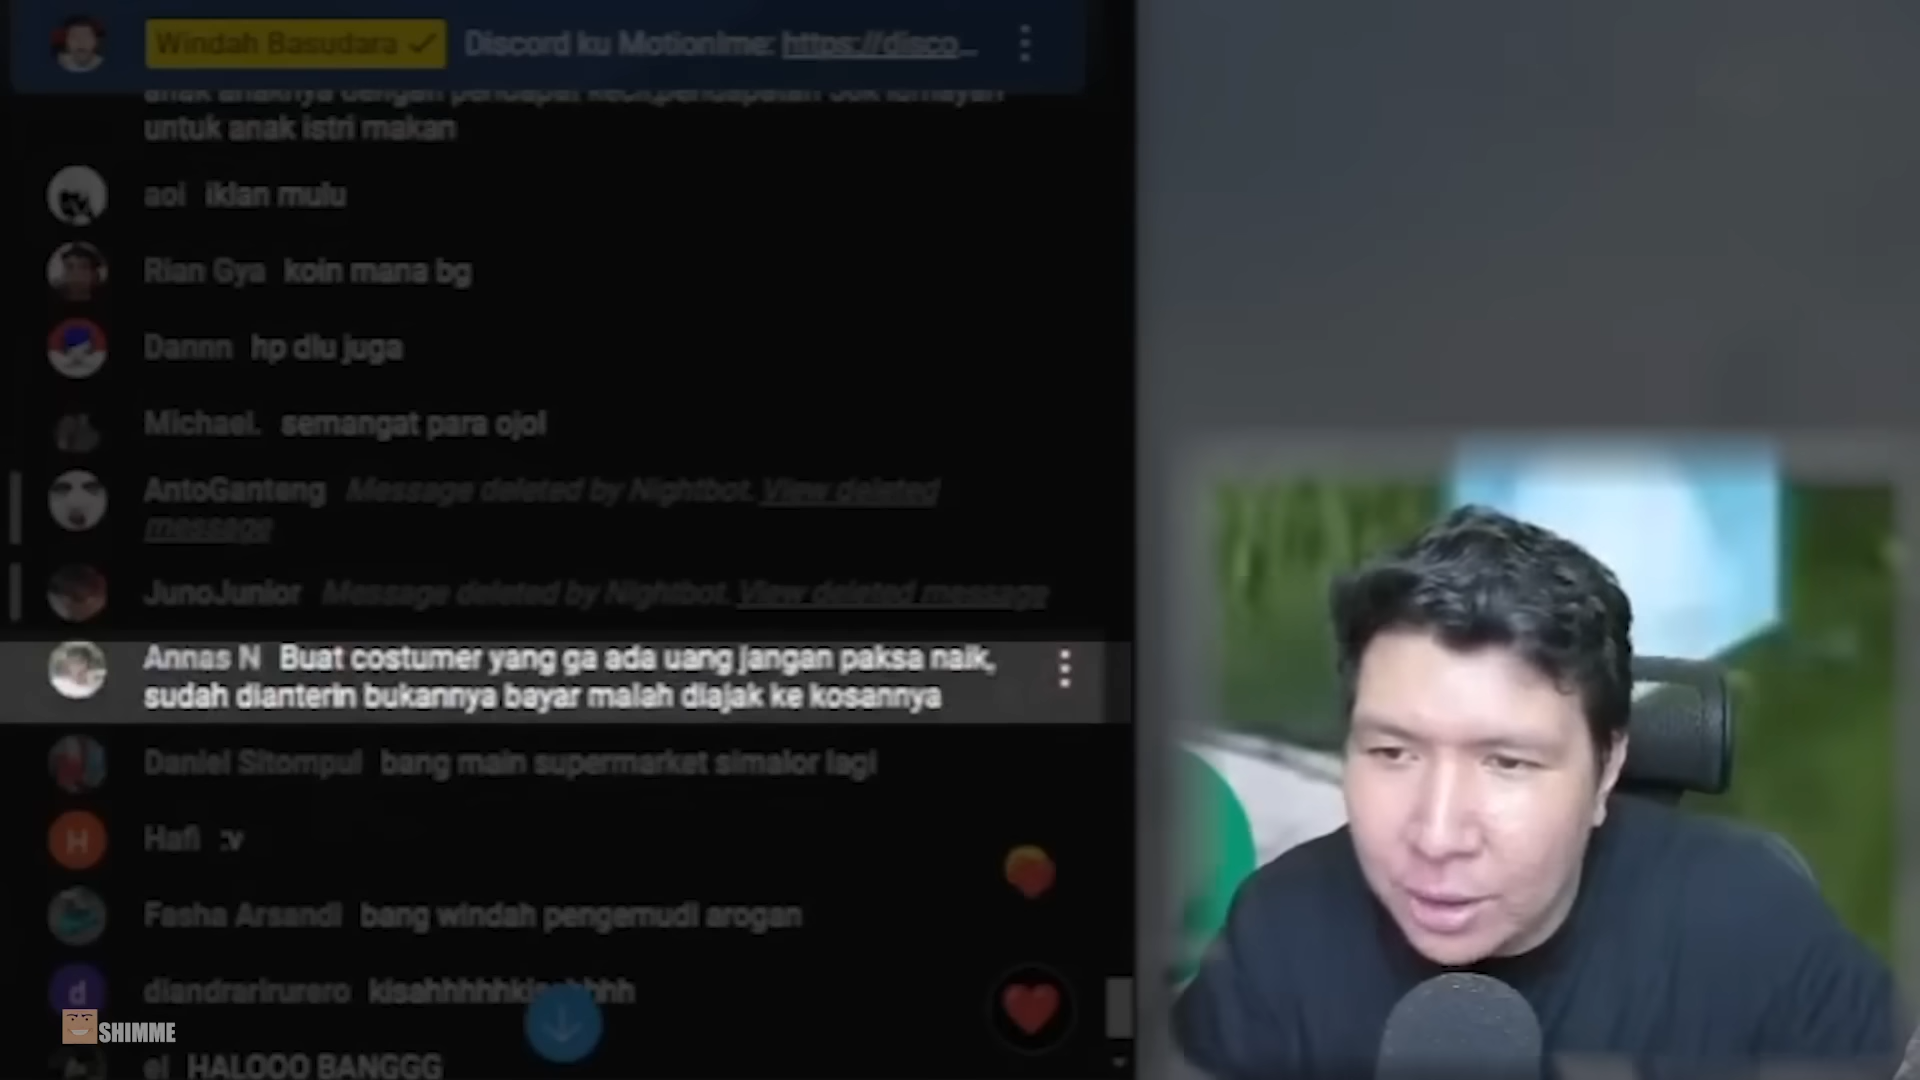 Windah Basudara ✓ Discord ku Motionime: https://disco...
untuk anak istri makan
aol iklan mulu
Rian Gya koin mana bg
Dannn hp dlu juga
Michael. semangat para ojol
AntoGanteng Message deleted by Nightbot. View deleted
message
JunoJunior Message deleted by Nightbot. View deleted message
Annas N Buat costumer yang ga ada uang jangan paksa naik,
sudah dianterin bukannya bayar malah diajak ke kosannya
Daniel Sitompul bang main supermarket simalor lagi
H Hafi :v
Fasha Arsandi bang windah pengemudi arogan
d
SHIMME
el HALOOO BANGGG